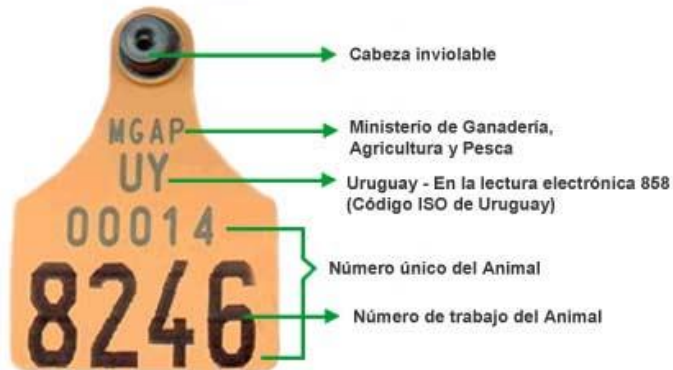 Cabeza inviolable
MGAP
Ministerio de Ganadería,
Agricultura y Pesca
UY
Uruguay - En la lectura electrónica 858
(Código ISO de Uruguay)
00014
Número único del Animal
8246
Número de trabajo del Animal